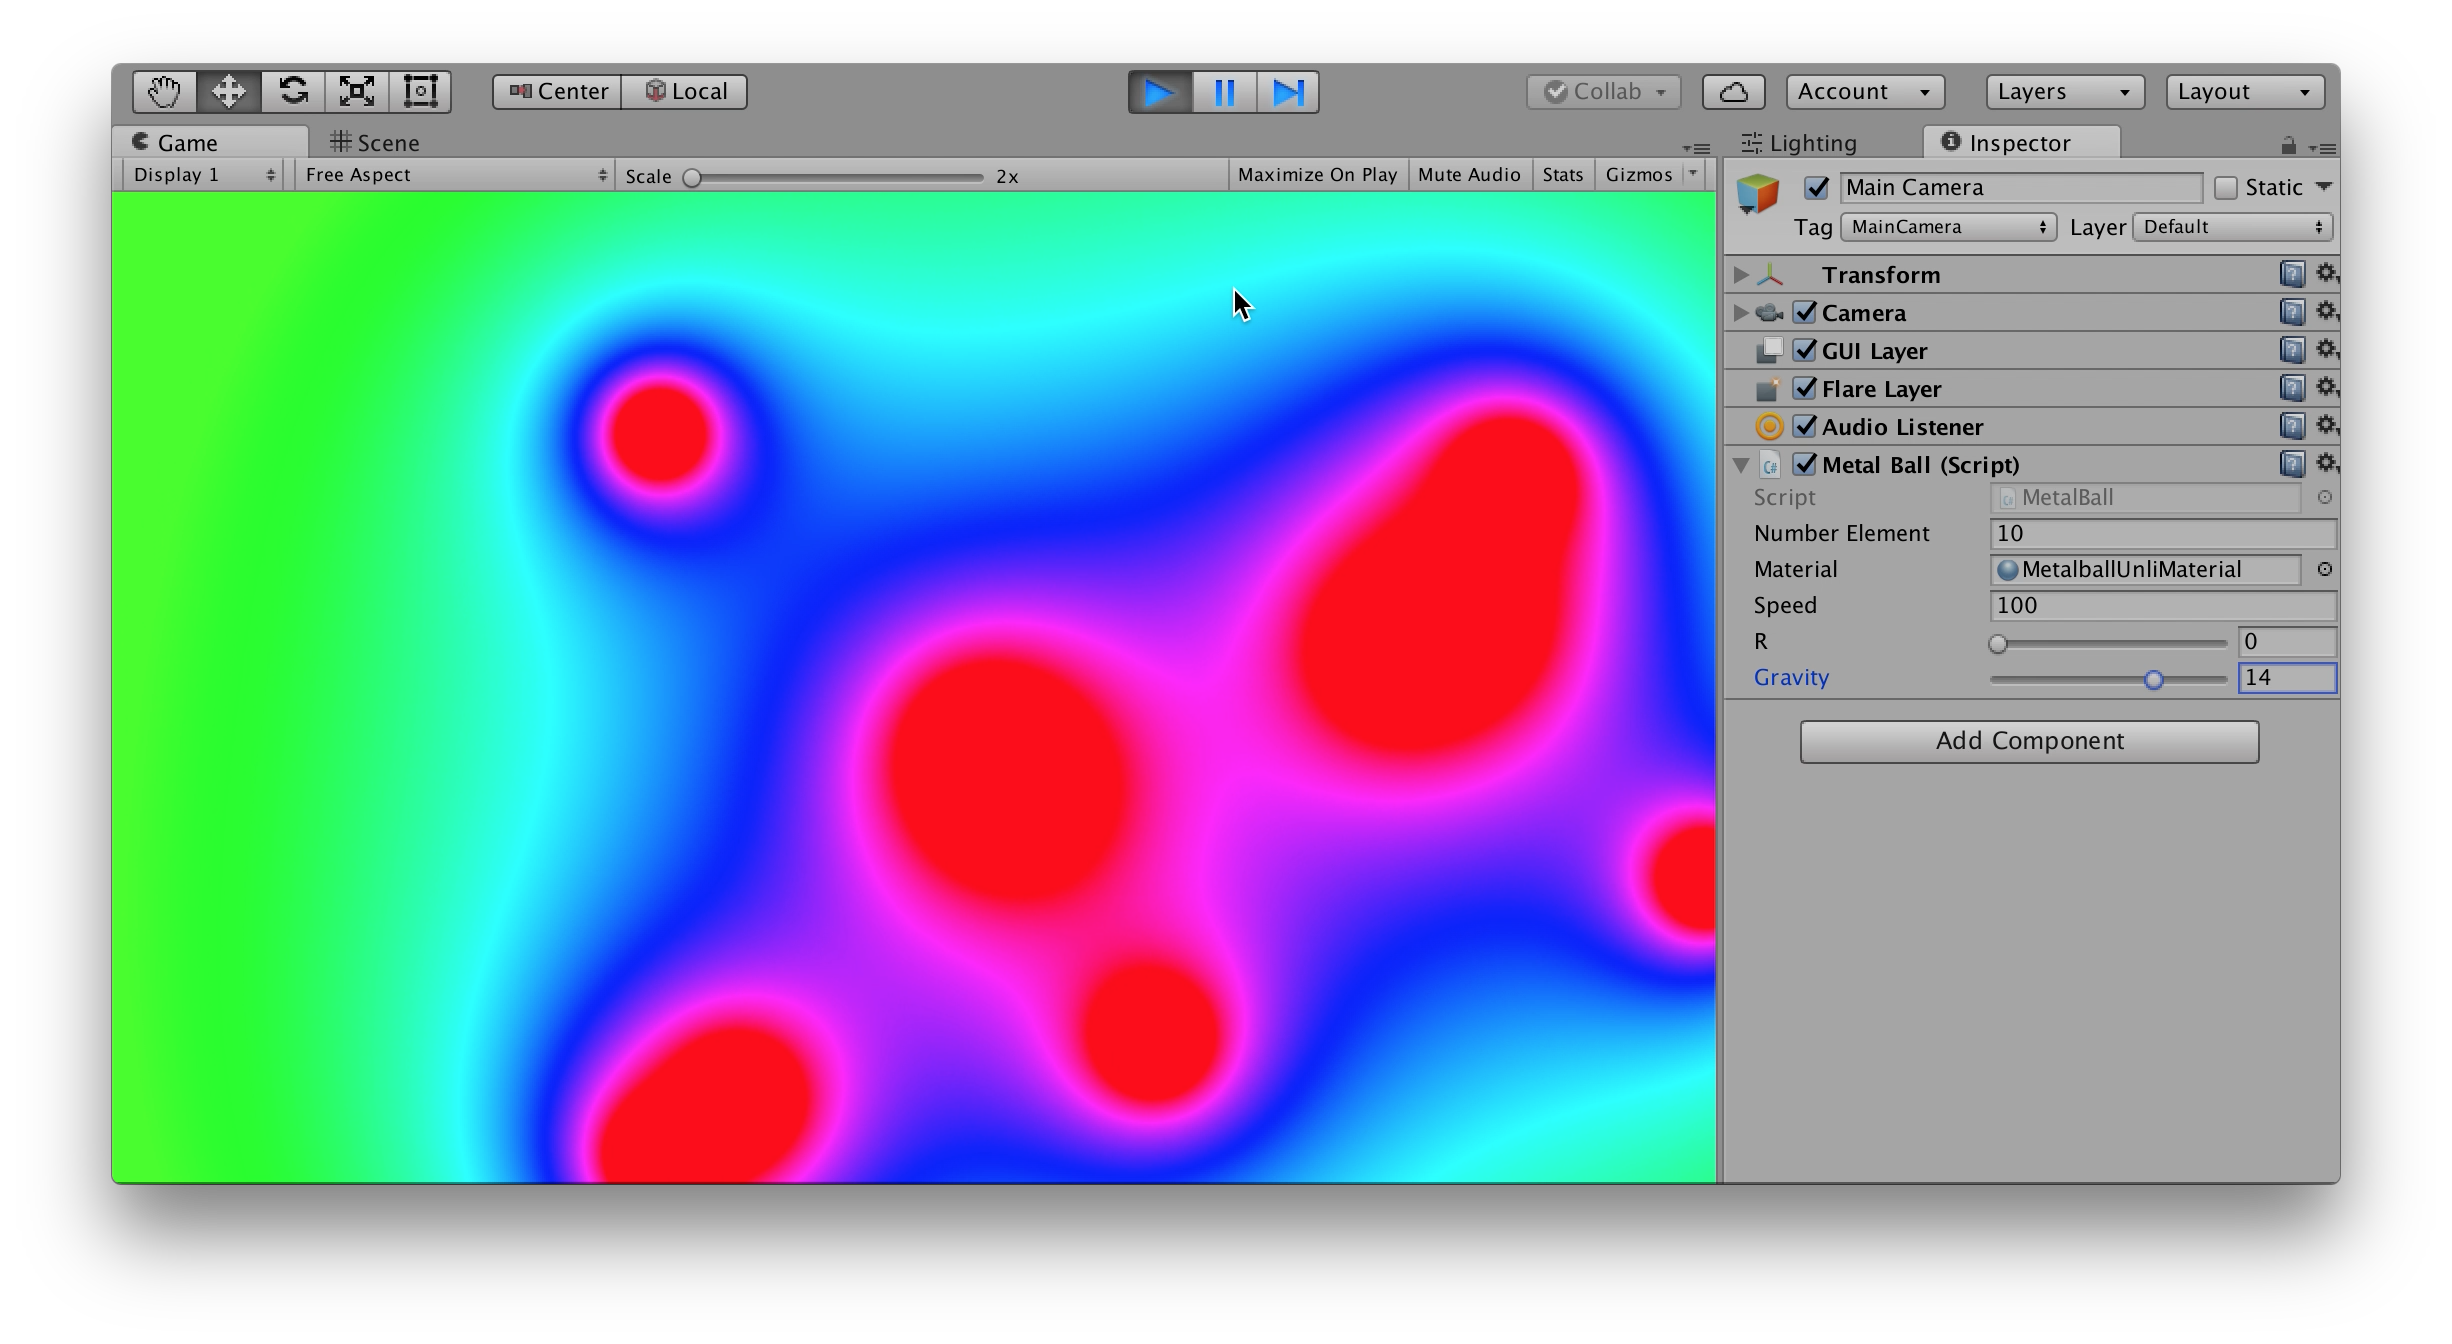 Center Local Collab Account Layers Layout
Game Scene Lighting Inspector
Display 1 Free Aspect Scale 2x Maximize On Play Mute Audio Stats Gizmos
Main Camera Static
Tag MainCamera Layer Default
Transform
Camera
GUI Layer
Flare Layer
Audio Listener
C# Metal Ball (Script)
Script MetalBall
Number Element 10
Material MetalballUnliMaterial
Speed 100
R 0
Gravity 14
Add Component